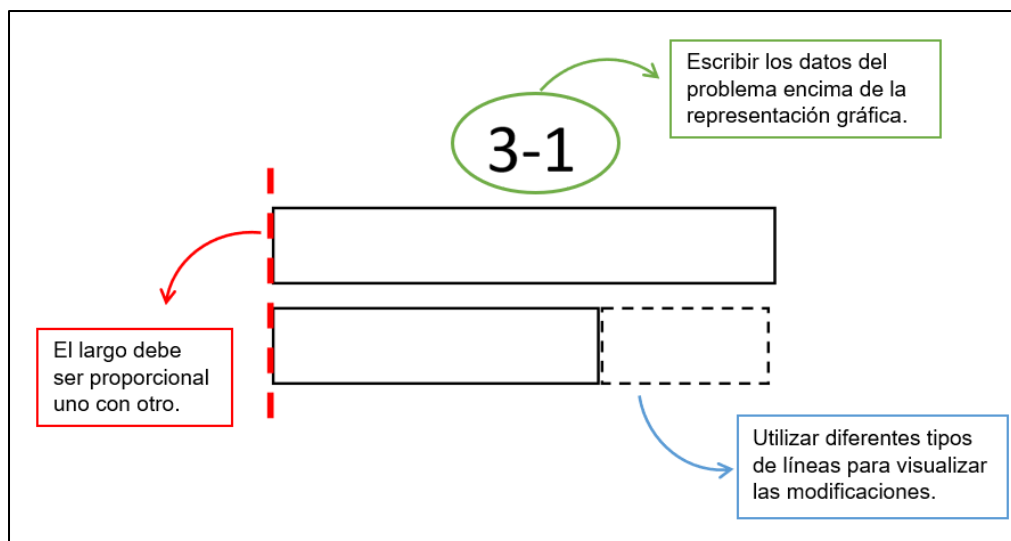 Escribir los datos del
problema encima de la
representación gráfica.
3-1
El largo debe
ser proporcional
uno con otro.
Utilizar diferentes tipos
de líneas para visualizar
las modificaciones.